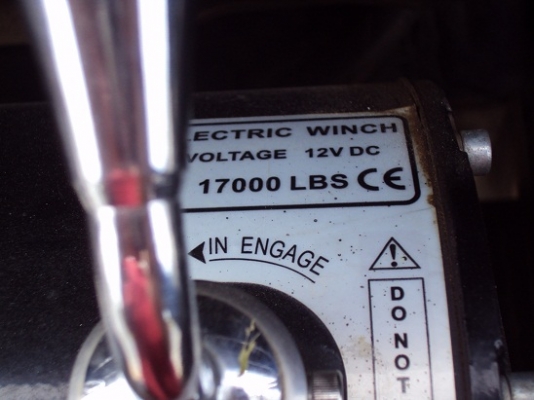 LECTRIC WINCH
VOLTAGE 12V DC
17000 LBS CE
IN ENGAGE
DO NOT